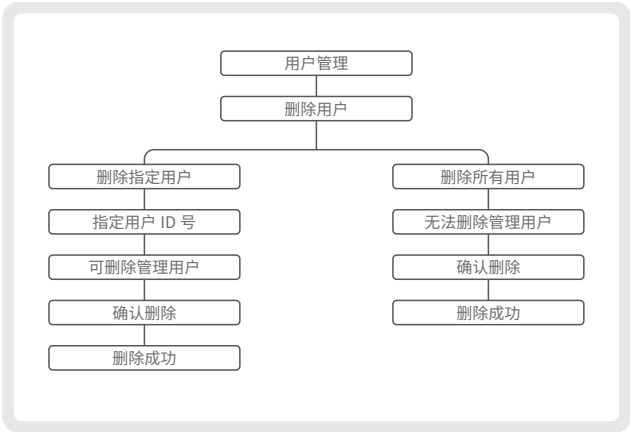 用户管理
删除用户
删除指定用户
指定用户 ID 号
可删除管理用户
确认删除
删除成功
删除所有用户
无法删除管理用户
确认删除
删除成功